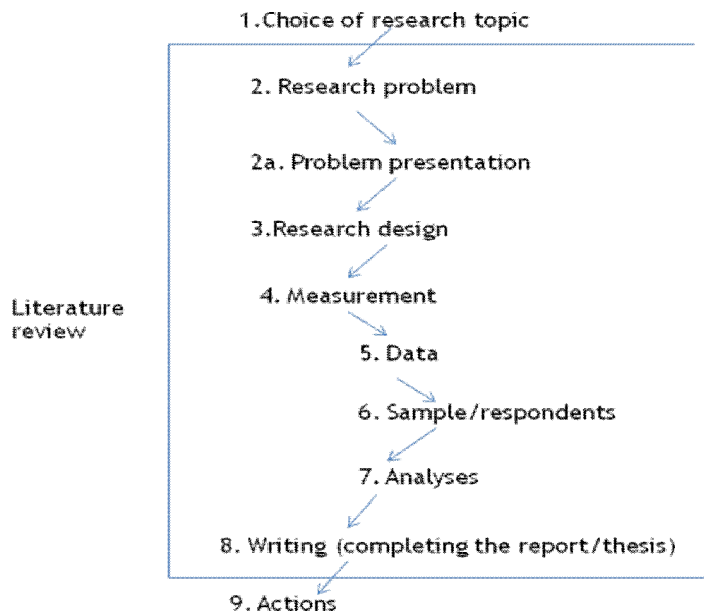 1.Choice of research topic
2. Research problem
2a. Problem presentation
3.Research design
4. Measurement
Literature
review
5. Data
6. Sample/respondents
7. Analyses
8. Writing (completing the report/thesis)
9. Actions